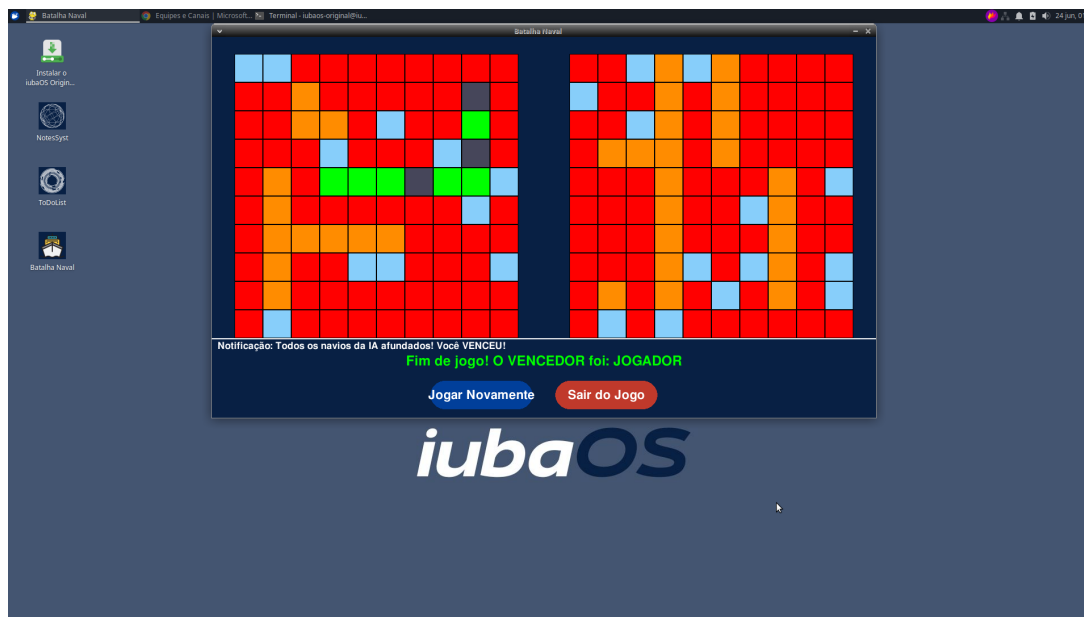 Batalha Naval
Equipes e Canais | Microsoft...
Terminal - iubaos-original@iu...
24 jun, 0
Batalha Naval
Instalar o
iubaOS Origin...
NotesSyst
ToDoList
Batalha Naval
Notificação: Todos os navios da IA afundados! Você VENCEU!
Fim de jogo! O VENCEDOR foi: JOGADOR
Jogar Novamente
Sair do Jogo
iubaOS